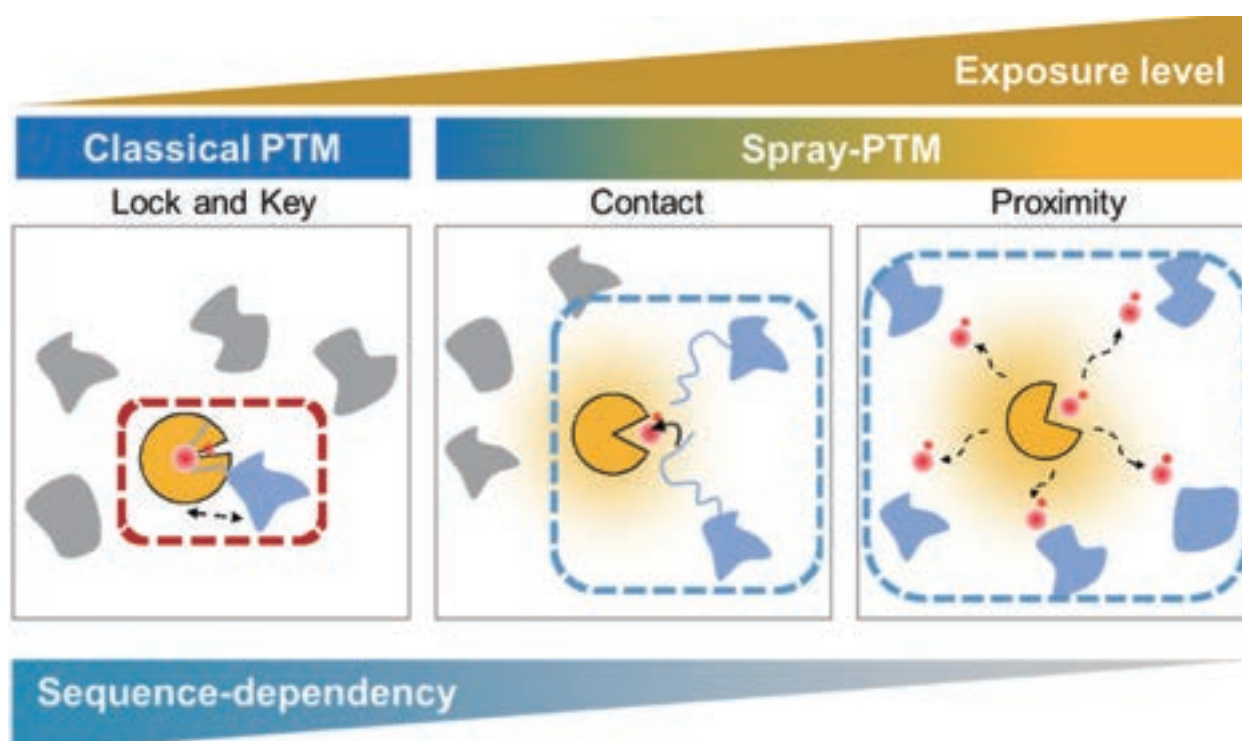 Exposure level
Classical PTM
Spray-PTM
Lock and Key
Contact
Proximity
Sequence-dependency